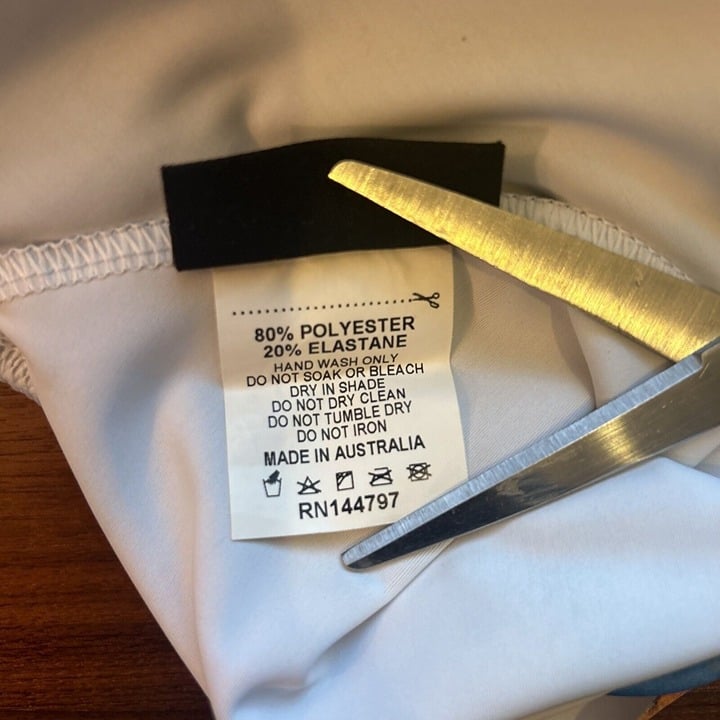 80% POLYESTER
20% ELASTANE
HAND WASH ONLY
DO NOT SOAK OR BLEACH
DRY IN SHADE
DO NOT DRY CLEAN
DO NOT TUMBLE DRY
DO NOT IRON
MADE IN AUSTRALIA
RN144797